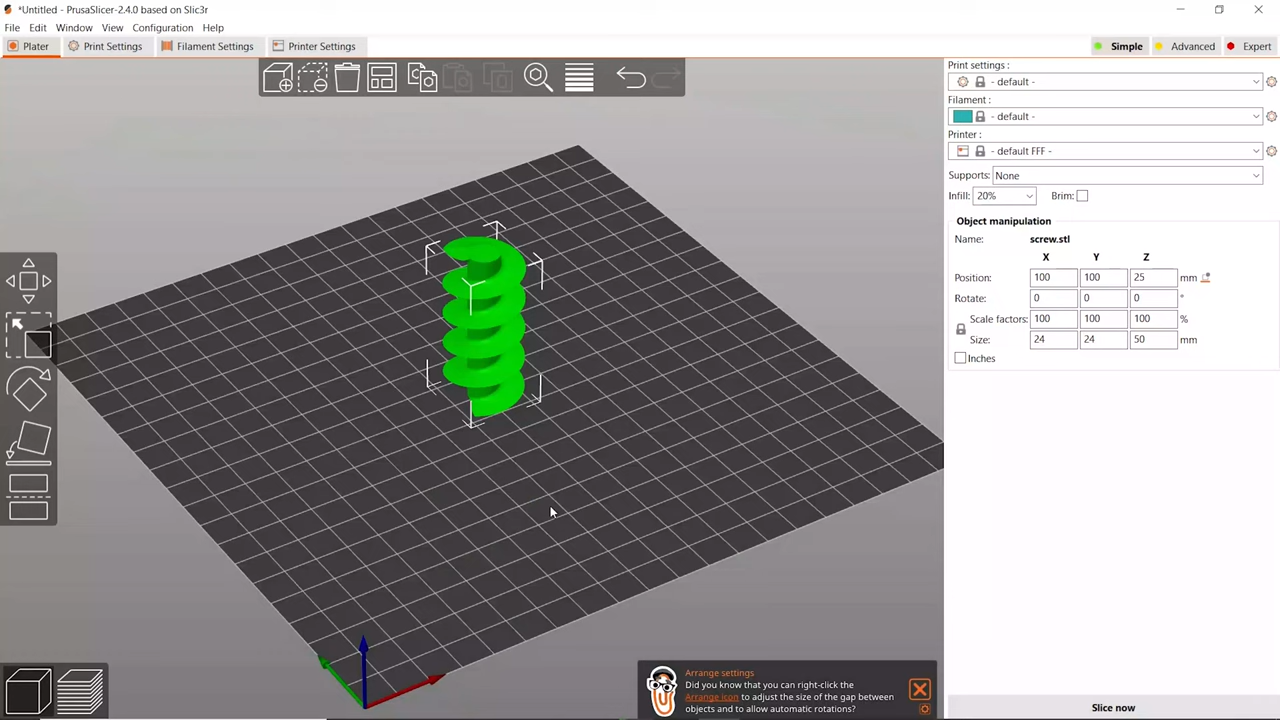 *Untitled - PrusaSlicer-2.4.0 based on Slic3r
File Edit Window View Configuration Help
Plater Print Settings Filament Settings Printer Settings Simple Advanced Expert
Print settings :
- default -
Filament :
- default -
Printer :
- default FFF -
Supports: None
Infill: 20% Brim:
Object manipulation
Name: screw.stl
X Y Z
Position: 100 100 25 mm
Rotate: 0 0 0 °
Scale factors: 100 100 100 %
Size: 24 24 50 mm
Inches
Arrange settings
Did you know that you can right-click the
Arrange icon to adjust the size of the gap between
objects and to allow automatic rotations?
Slice now